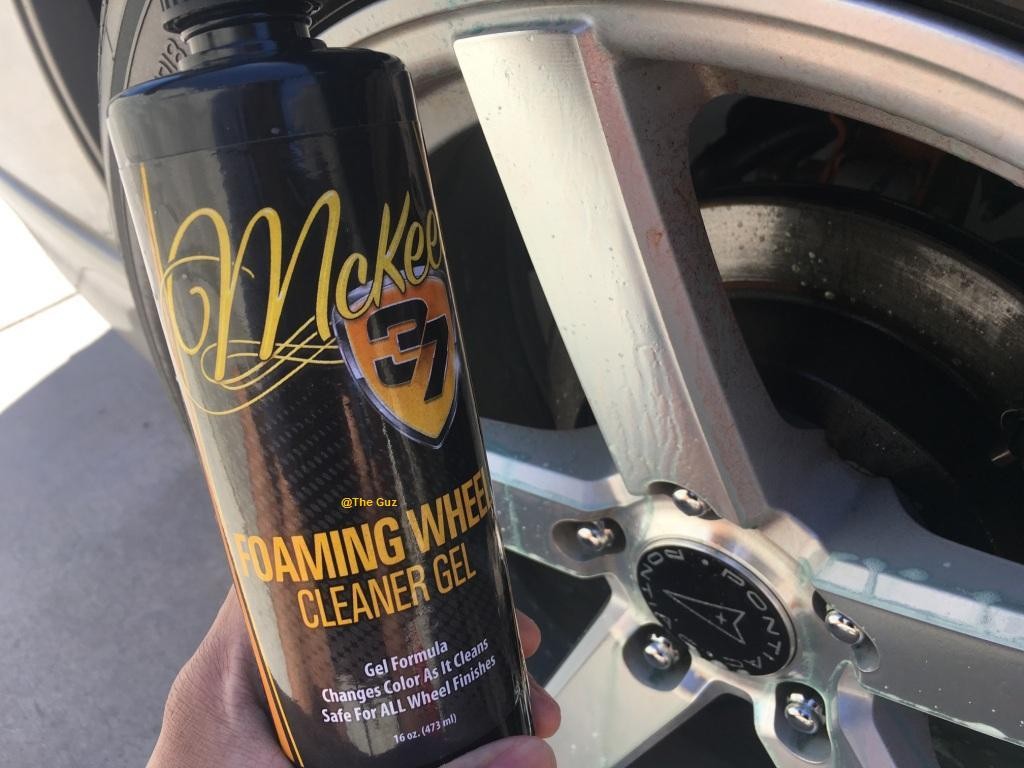 McKee
37
@The Guz
FOAMING WHEEL
CLEANER GEL
Gel Formula
Changes Color As It Cleans
Safe For ALL Wheel Finishes
16 oz. (473 ml)
PONTIAC • PONTIAC